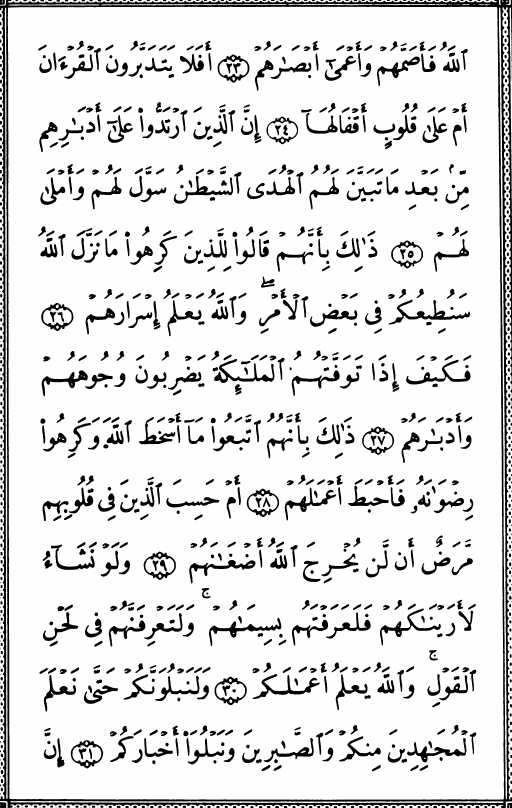 ٱللَّهُ فَأَصَمَّهُمْ وَأَعْمَىٰٓ أَبْصَٰرَهُمْ ٢٣ أَفَلَا يَتَدَبَّرُونَ ٱلْقُرْءَانَ
أَمْ عَلَىٰ قُلُوبٍ أَقْفَالُهَآ ٢٤ إِنَّ ٱلَّذِينَ ٱرْتَدُّوا۟ عَلَىٰٓ أَدْبَٰرِهِم
مِّنۢ بَعْدِ مَا تَبَيَّنَ لَهُمُ ٱلْهُدَى ٱلشَّيْطَٰنُ سَوَّلَ لَهُمْ وَأَمْلَىٰ
لَهُمْ ٢٥ ذَٰلِكَ بِأَنَّهُمْ قَالُوا۟ لِلَّذِينَ كَرِهُوا۟ مَا نَزَّلَ ٱللَّهُ
سَنُطِيعُكُمْ فِى بَعْضِ ٱلْأَمْرِ ۖ وَٱللَّهُ يَعْلَمُ إِسْرَارَهُمْ ٢٦
فَكَيْفَ إِذَا تَوَفَّتْهُمُ ٱلْمَلَٰٓئِكَةُ يَضْرِبُونَ وُجُوهَهُمْ
وَأَدْبَٰرَهُمْ ٢٧ ذَٰلِكَ بِأَنَّهُمُ ٱتَّبَعُوا۟ مَآ أَسْخَطَ ٱللَّهَ وَكَرِهُوا۟
رِضْوَٰنَهُۥ فَأَحْبَطَ أَعْمَٰلَهُمْ ٢٨ أَمْ حَسِبَ ٱلَّذِينَ فِى قُلُوبِهِم
مَّرَضٌ أَن لَّن يُخْرِجَ ٱللَّهُ أَضْغَٰنَهُمْ ٢٩ وَلَوْ نَشَآءُ
لَأَرَيْنَٰكَهُمْ فَلَعَرَفْتَهُم بِسِيمَٰهُمْ ۚ وَلَتَعْرِفَنَّهُمْ فِى لَحْنِ
ٱلْقَوْلِ ۚ وَٱللَّهُ يَعْلَمُ أَعْمَٰلَكُمْ ٣٠ وَلَنَبْلُوَنَّكُمْ حَتَّىٰ نَعْلَمَ
ٱلْمُجَٰهِدِينَ مِنكُمْ وَٱلصَّٰبِرِينَ وَنَبْلُوَا۟ أَخْبَارَكُمْ ٣١ إِنَّ